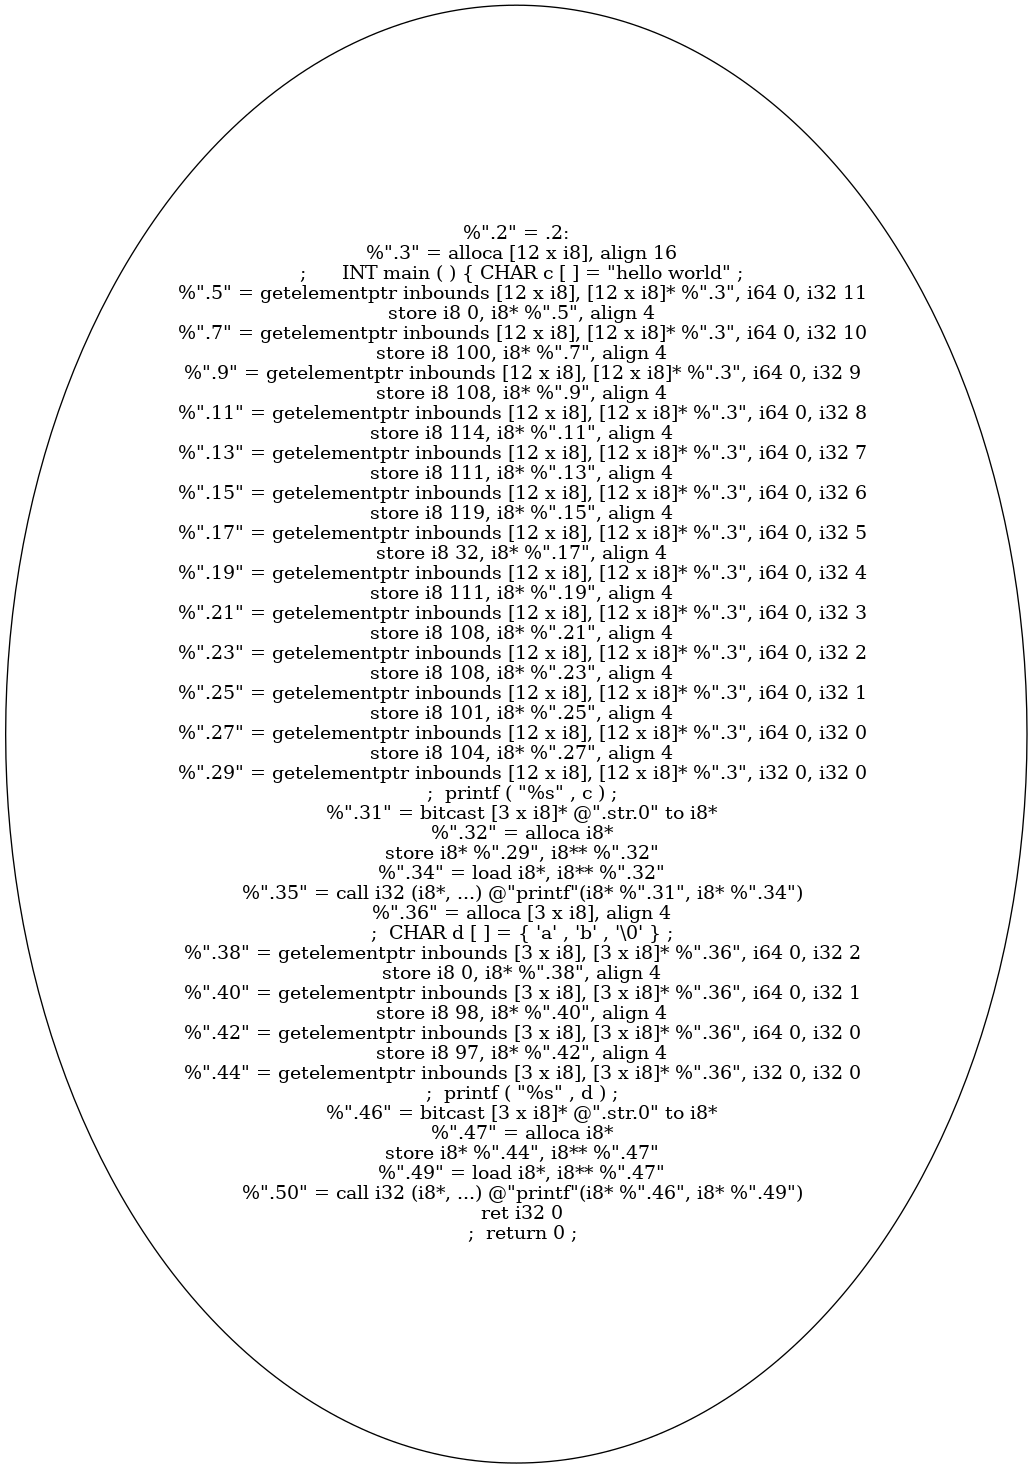 %".2" = .2:
%".3" = alloca [12 x i8], align 16
;      INT main ( ) { CHAR c [ ] = "hello world" ;
%".5" = getelementptr inbounds [12 x i8], [12 x i8]* %".3", i64 0, i32 11
store i8 0, i8* %".5", align 4
%".7" = getelementptr inbounds [12 x i8], [12 x i8]* %".3", i64 0, i32 10
store i8 100, i8* %".7", align 4
%".9" = getelementptr inbounds [12 x i8], [12 x i8]* %".3", i64 0, i32 9
store i8 108, i8* %".9", align 4
%".11" = getelementptr inbounds [12 x i8], [12 x i8]* %".3", i64 0, i32 8
store i8 114, i8* %".11", align 4
%".13" = getelementptr inbounds [12 x i8], [12 x i8]* %".3", i64 0, i32 7
store i8 111, i8* %".13", align 4
%".15" = getelementptr inbounds [12 x i8], [12 x i8]* %".3", i64 0, i32 6
store i8 119, i8* %".15", align 4
%".17" = getelementptr inbounds [12 x i8], [12 x i8]* %".3", i64 0, i32 5
store i8 32, i8* %".17", align 4
%".19" = getelementptr inbounds [12 x i8], [12 x i8]* %".3", i64 0, i32 4
store i8 111, i8* %".19", align 4
%".21" = getelementptr inbounds [12 x i8], [12 x i8]* %".3", i64 0, i32 3
store i8 108, i8* %".21", align 4
%".23" = getelementptr inbounds [12 x i8], [12 x i8]* %".3", i64 0, i32 2
store i8 108, i8* %".23", align 4
%".25" = getelementptr inbounds [12 x i8], [12 x i8]* %".3", i64 0, i32 1
store i8 101, i8* %".25", align 4
%".27" = getelementptr inbounds [12 x i8], [12 x i8]* %".3", i64 0, i32 0
store i8 104, i8* %".27", align 4
%".29" = getelementptr inbounds [12 x i8], [12 x i8]* %".3", i32 0, i32 0
;  printf ( "%s" , c ) ;
%".31" = bitcast [3 x i8]* @".str.0" to i8*
%".32" = alloca i8*
store i8* %".29", i8** %".32"
%".34" = load i8*, i8** %".32"
%".35" = call i32 (i8*, ...) @"printf"(i8* %".31", i8* %".34")
%".36" = alloca [3 x i8], align 4
;  CHAR d [ ] = { 'a' , 'b' , '\0' } ;
%".38" = getelementptr inbounds [3 x i8], [3 x i8]* %".36", i64 0, i32 2
store i8 0, i8* %".38", align 4
%".40" = getelementptr inbounds [3 x i8], [3 x i8]* %".36", i64 0, i32 1
store i8 98, i8* %".40", align 4
%".42" = getelementptr inbounds [3 x i8], [3 x i8]* %".36", i64 0, i32 0
store i8 97, i8* %".42", align 4
%".44" = getelementptr inbounds [3 x i8], [3 x i8]* %".36", i32 0, i32 0
;  printf ( "%s" , d ) ;
%".46" = bitcast [3 x i8]* @".str.0" to i8*
%".47" = alloca i8*
store i8* %".44", i8** %".47"
%".49" = load i8*, i8** %".47"
%".50" = call i32 (i8*, ...) @"printf"(i8* %".46", i8* %".49")
ret i32 0
;  return 0 ;